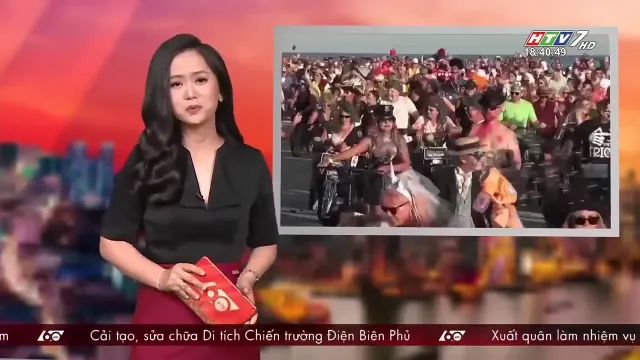 HTV7 HD
18:40:49
60
m 60 Cải tạo, sửa chữa Di tích Chiến trường Điện Biên Phủ 60 Xuất quân làm nhiệm vụ